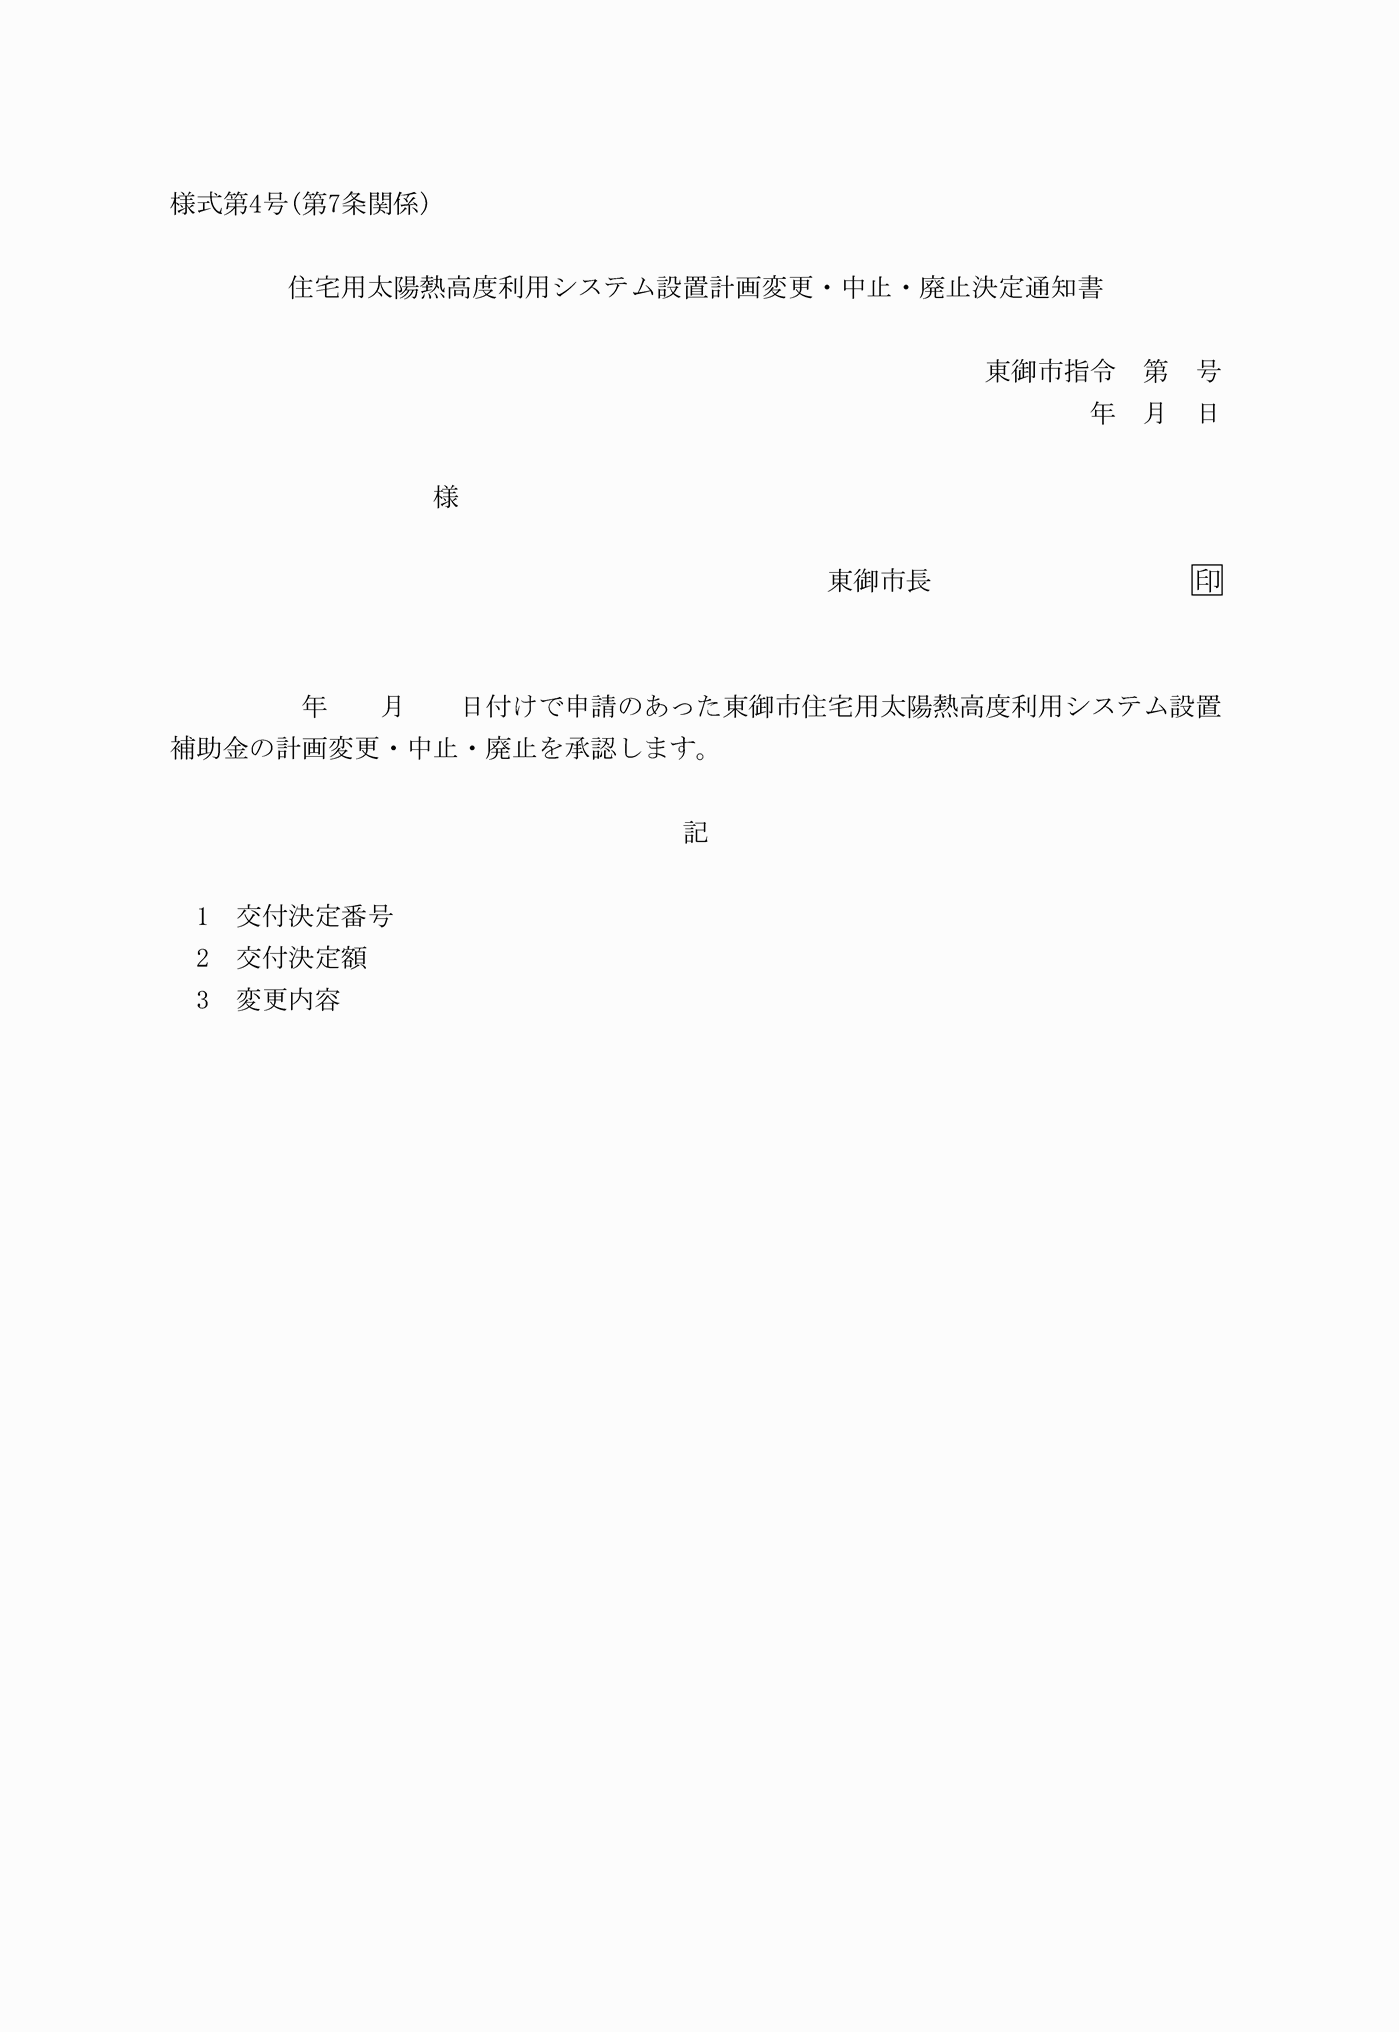 様式第4号(第7条関係)
住宅用太陽熱高度利用システム設置計画変更・中止・廃止決定通知書
東御市指令　第　号
年　月　日
様
東御市長　　　　　　　　　　印
年　　月　　日付けで申請のあった東御市住宅用太陽熱高度利用システム設置
補助金の計画変更・中止・廃止を承認します。
記
1　交付決定番号
2　交付決定額
3　変更内容